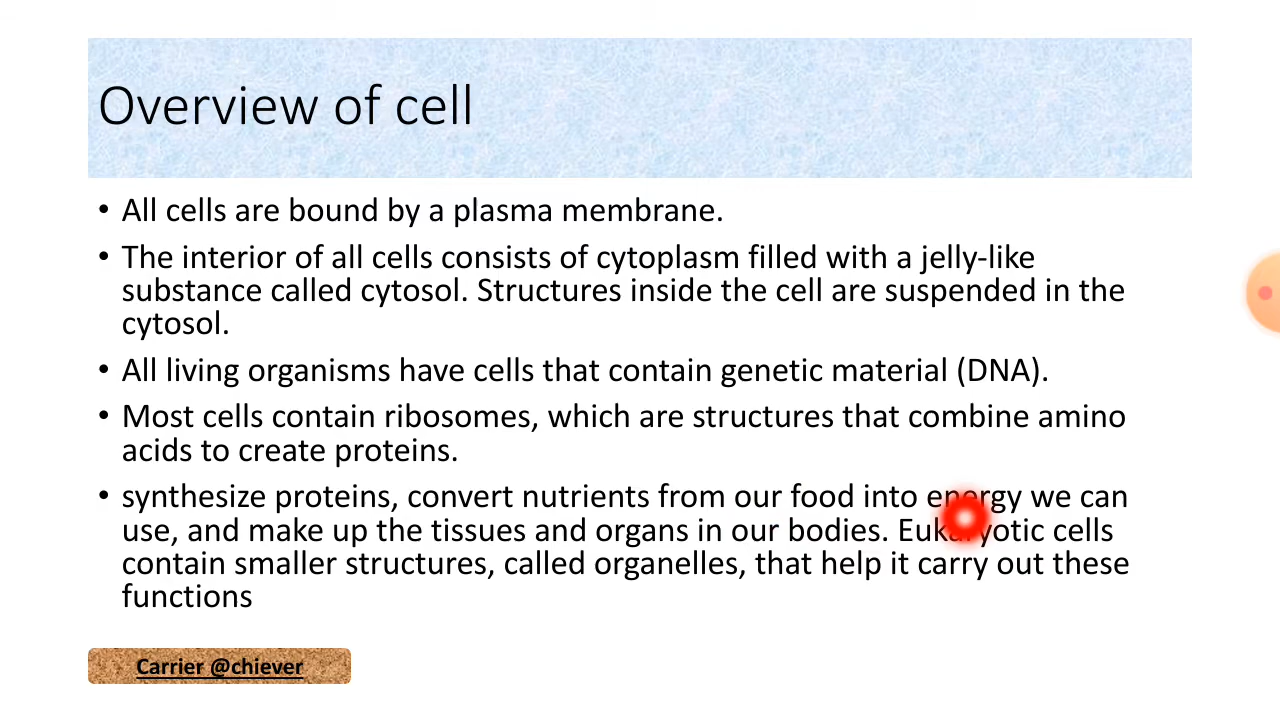 Overview of cell
• All cells are bound by a plasma membrane.
• The interior of all cells consists of cytoplasm filled with a jelly-like
substance called cytosol. Structures inside the cell are suspended in the
cytosol.
• All living organisms have cells that contain genetic material (DNA).
• Most cells contain ribosomes, which are structures that combine amino
acids to create proteins.
• synthesize proteins, convert nutrients from our food into energy we can
use, and make up the tissues and organs in our bodies. Eukaryotic cells
contain smaller structures, called organelles, that help it carry out these
functions
Carrier @chiever